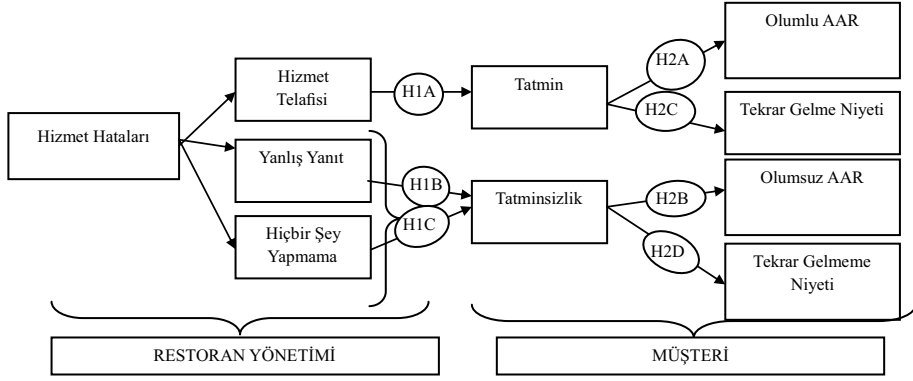 Olumlu AAR
H2A
Hizmet
Telafisi
H1A
Tatmin
H2C
Tekrar Gelme Niyeti
Hizmet Hataları
Yanlış Yanıt
H1B
Tatminsizlik
H2B
Olumsuz AAR
Hiçbir Şey
Yapmama
H1C
H2D
Tekrar Gelmeme
Niyeti
RESTORAN YÖNETİMİ
MÜŞTERİ